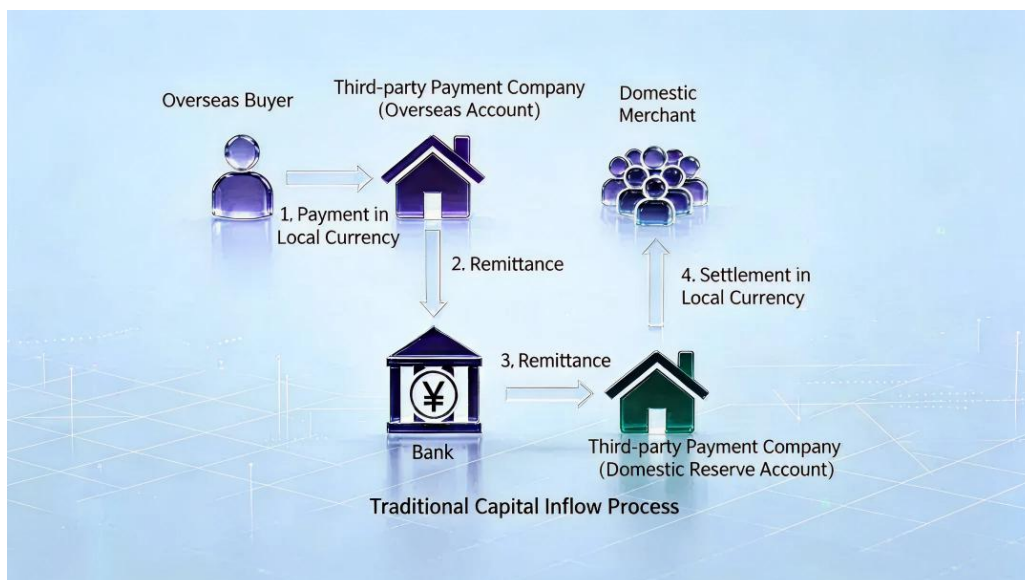 Overseas Buyer
Third-party Payment Company
(Overseas Account)
Domestic
Merchant
1, Payment in
Local Currency
2. Remittance
4. Settlement in
Local Currency
3, Remittance
¥
Bank
Third-party Payment Company
(Domestic Reserve Account)
Traditional Capital Inflow Process